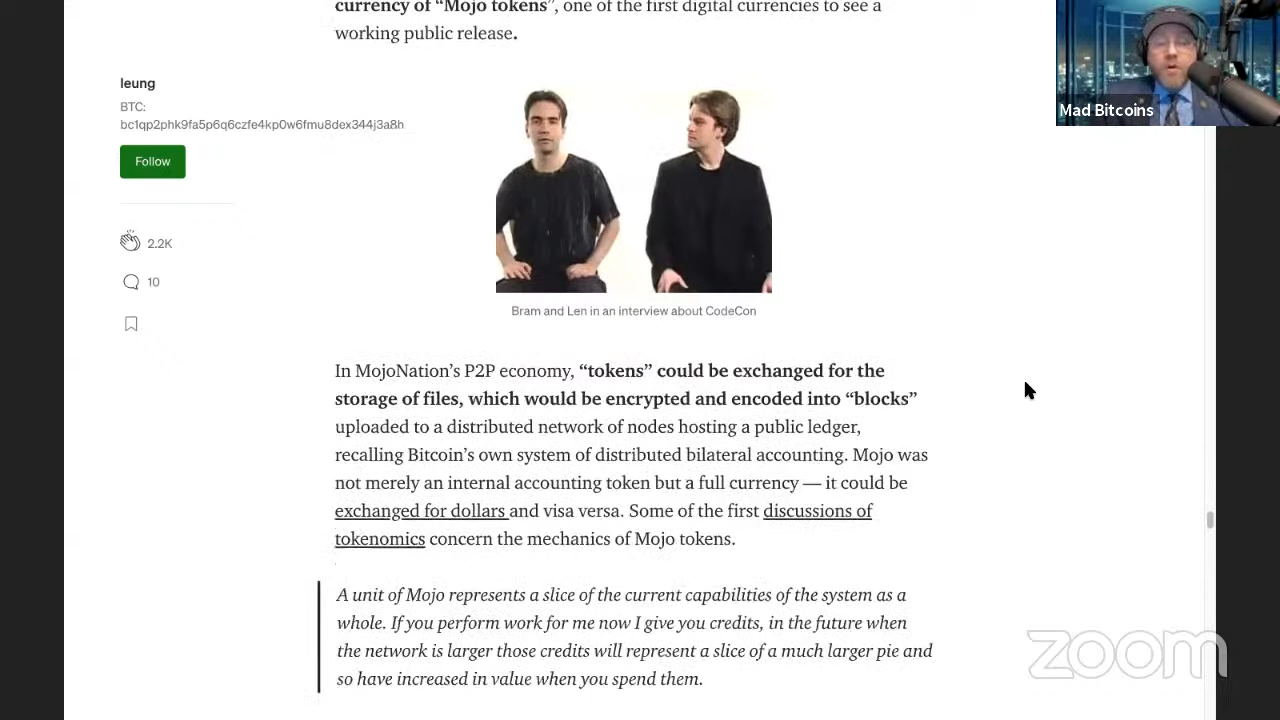 currency of “Mojo tokens”, one of the first digital currencies to see a
working public release.
leung
BTC:
bc1qp2phk9fa5p6q6czfe4kp0w6fmu8dex344j3a8h
Follow
2.2K
10
Mad Bitcoins
Bram and Len in an interview about CodeCon
In MojoNation’s P2P economy, “tokens” could be exchanged for the
storage of files, which would be encrypted and encoded into “blocks”
uploaded to a distributed network of nodes hosting a public ledger,
recalling Bitcoin’s own system of distributed bilateral accounting. Mojo was
not merely an internal accounting token but a full currency — it could be
exchanged for dollars and visa versa. Some of the first discussions of
tokenomics concern the mechanics of Mojo tokens.
A unit of Mojo represents a slice of the current capabilities of the system as a
whole. If you perform work for me now I give you credits, in the future when
the network is larger those credits will represent a slice of a much larger pie and
so have increased in value when you spend them.
zoom